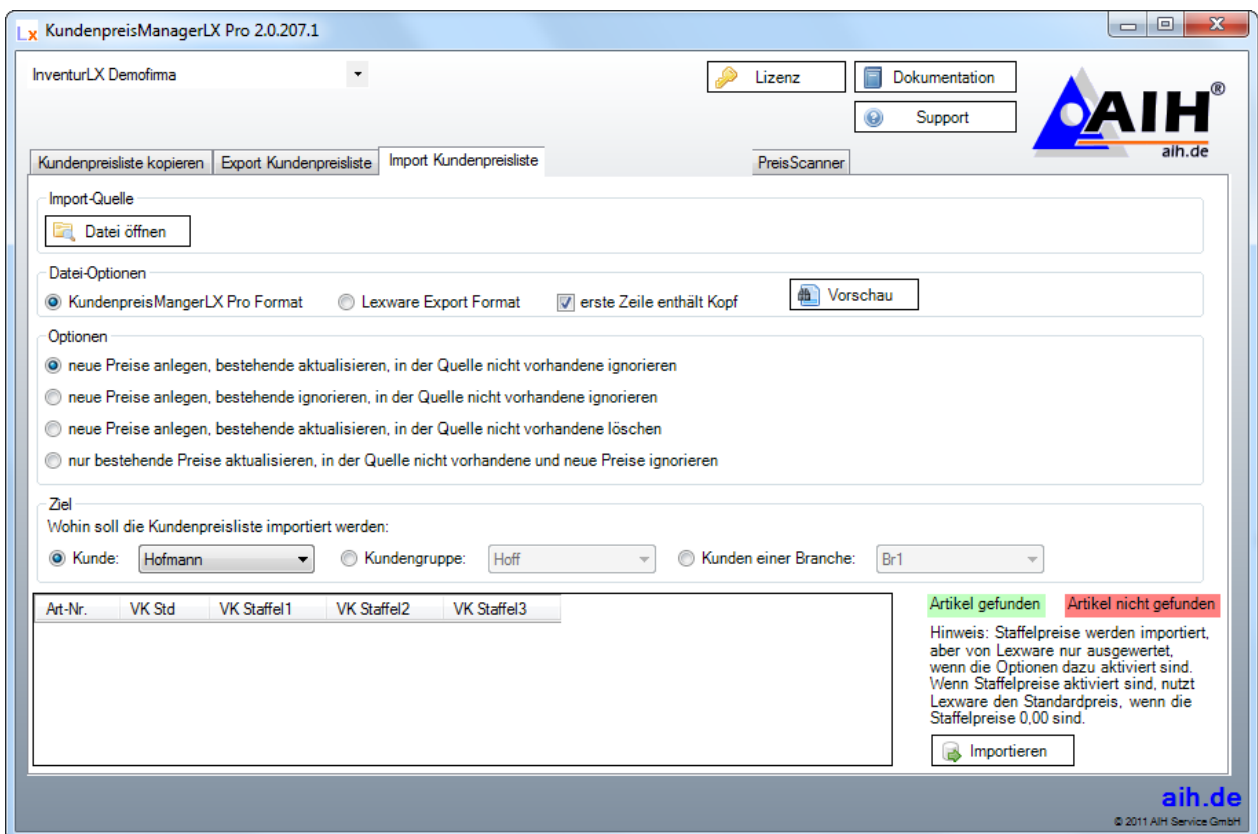 Lx KundenpreisManagerLX Pro 2.0.207.1
InventurLX Demofirma
Lizenz
Dokumentation
Support
AIH®
aih.de
Kundenpreisliste kopieren
Export Kundenpreisliste
Import Kundenpreisliste
PreisScanner
Import-Quelle
Datei öffnen
Datei-Optionen
KundenpreisMangerLX Pro Format
Lexware Export Format
erste Zeile enthält Kopf
Vorschau
Optionen
neue Preise anlegen, bestehende aktualisieren, in der Quelle nicht vorhandene ignorieren
neue Preise anlegen, bestehende ignorieren, in der Quelle nicht vorhandene ignorieren
neue Preise anlegen, bestehende aktualisieren, in der Quelle nicht vorhandene löschen
nur bestehende Preise aktualisieren, in der Quelle nicht vorhandene und neue Preise ignorieren
Ziel
Wohin soll die Kundenpreisliste importiert werden:
Kunde: Hofmann
Kundengruppe: Hoff
Kunden einer Branche: Br1
Art-Nr. VK Std VK Staffel1 VK Staffel2 VK Staffel3
Artikel gefunden
Artikel nicht gefunden
Hinweis: Staffelpreise werden importiert,
aber von Lexware nur ausgewertet,
wenn die Optionen dazu aktiviert sind.
Wenn Staffelpreise aktiviert sind, nutzt
Lexware den Standardpreis, wenn die
Staffelpreise 0,00 sind.
Importieren
aih.de
© 2011 AIH Service GmbH